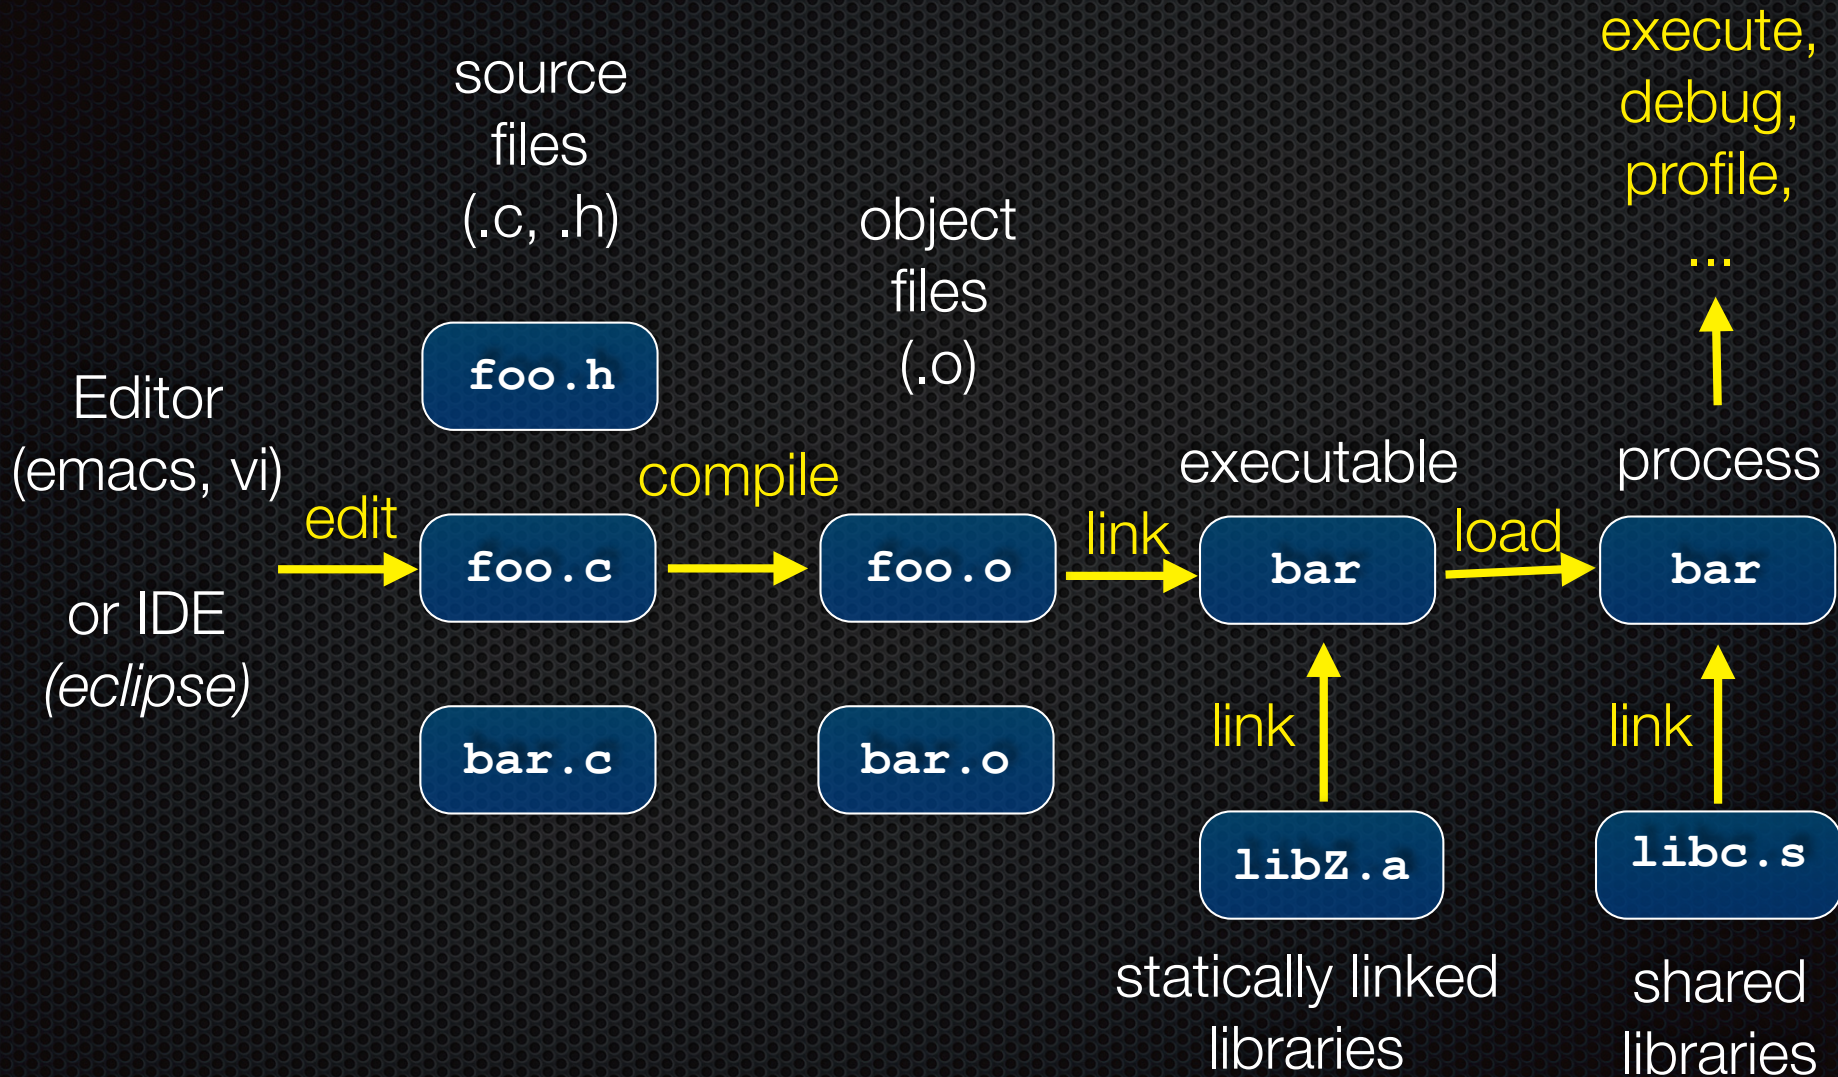 Editor
(emacs, vi)
or IDE
(eclipse)
edit
source
files
(.c, .h)
foo.h
foo.c
bar.c
compile
object
files
(.o)
foo.o
bar.o
link
executable
bar
link
libZ.a
statically linked
libraries
load
execute,
debug,
profile,
...
process
bar
link
libc.s
shared
libraries